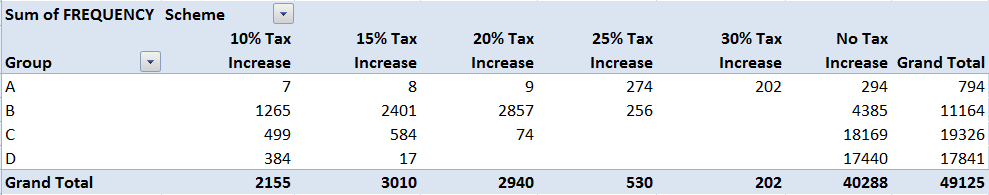 Sum of FREQUENCY Scheme
10% Tax 15% Tax 20% Tax 25% Tax 30% Tax No Tax
Group Increase Increase Increase Increase Increase Increase Grand Total
A 7 8 9 274 202 294 794
B 1265 2401 2857 256 4385 11164
C 499 584 74 18169 19326
D 384 17 17440 17841
Grand Total 2155 3010 2940 530 202 40288 49125